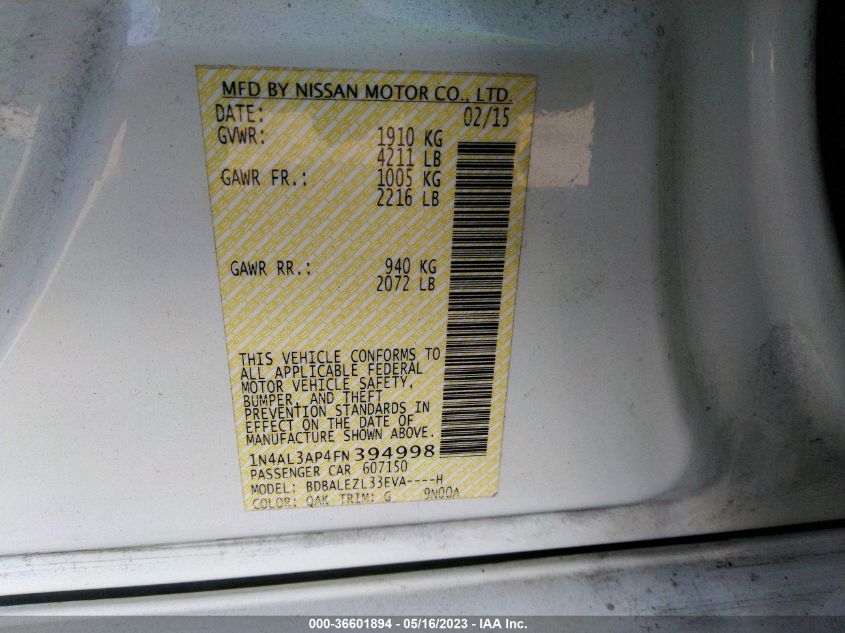 MFD BY NISSAN MOTOR CO., LTD.
DATE: 02/15
GVWR: 1910 KG
4211 LB
GAWR FR.: 1005 KG
2216 LB
GAWR RR.: 940 KG
2072 LB
THIS VEHICLE CONFORMS TO
ALL APPLICABLE FEDERAL
MOTOR VEHICLE SAFETY,
BUMPER, AND THEFT
PREVENTION STANDARDS IN
EFFECT ON THE DATE OF
MANUFACTURE SHOWN ABOVE.
1N4AL3AP4FN394998
PASSENGER CAR 607150
MODEL: BDBALEZL33EVA----H
COLOR: QAK TRIM: G 9N00A
000-36601894 - 05/16/2023 - IAA Inc.